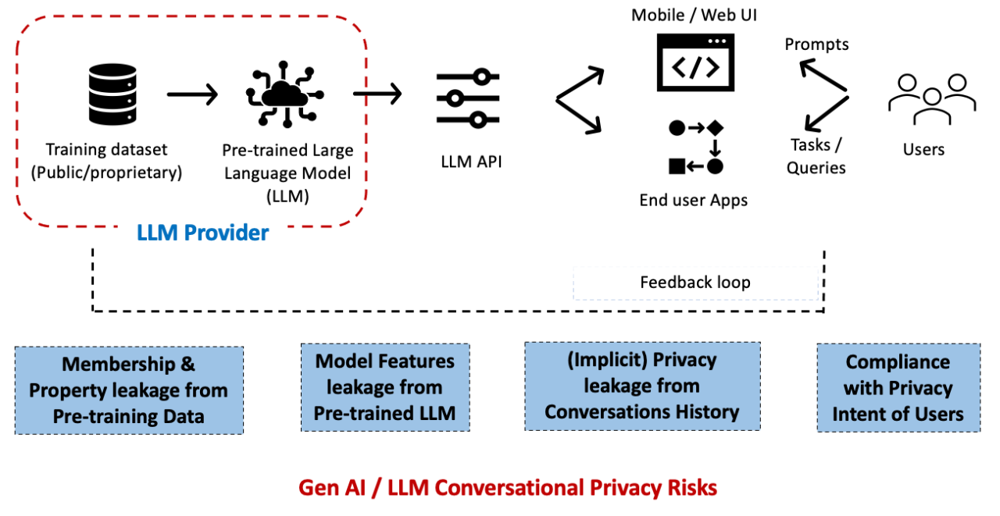 Mobile / Web UI
Prompts
Training dataset
(Public/proprietary)
Pre-trained Large
Language Model
(LLM)
LLM API
End user Apps
Tasks /
Queries
Users
LLM Provider
Feedback loop
Membership &
Property leakage from
Pre-training Data
Model Features
leakage from
Pre-trained LLM
(Implicit) Privacy
leakage from
Conversations History
Compliance
with Privacy
Intent of Users
Gen AI / LLM Conversational Privacy Risks